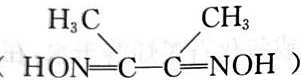 H₃C CH₃
( HON=C—C=NOH )